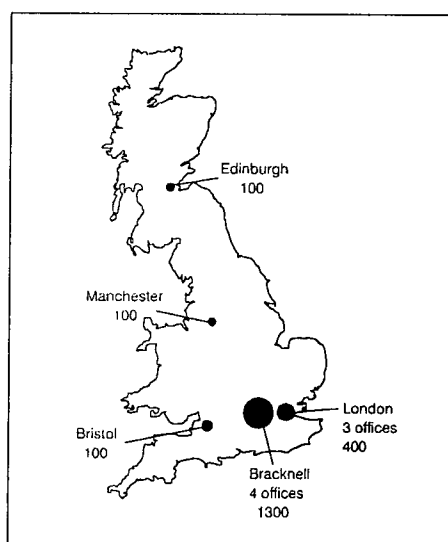 Edinburgh
100
Manchester
100
London
3 offices
400
Bristol
100
Bracknell
4 offices
1300